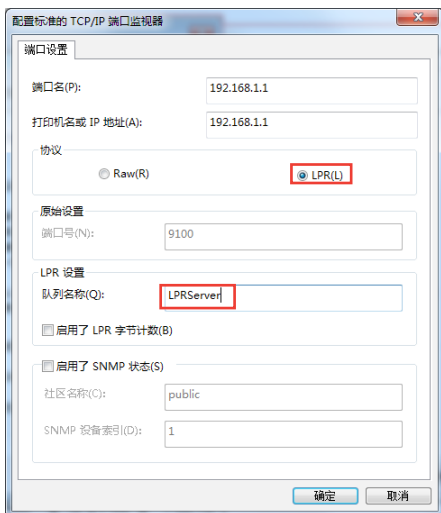 配置标准的 TCP/IP 端口监视器
端口设置
端口名(P): 192.168.1.1
打印机名或 IP 地址(A): 192.168.1.1
协议
Raw(R) LPR(L)
原始设置
端口号(N): 9100
LPR 设置
队列名称(Q): LPRServer
启用了 LPR 字节计数(B)
启用了 SNMP 状态(S)
社区名称(C): public
SNMP 设备索引(D): 1
确定 取消